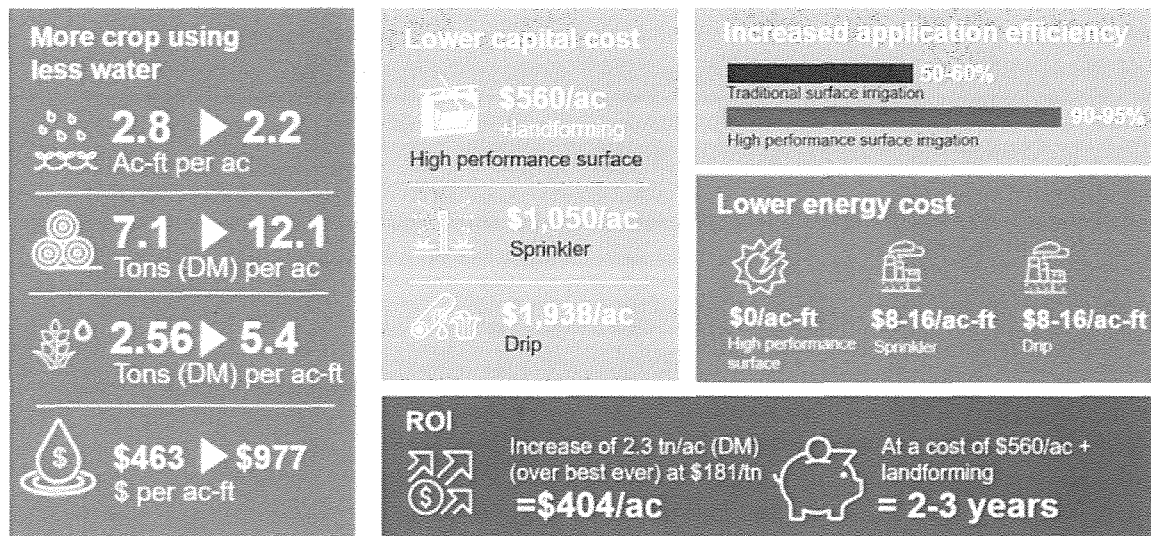 More crop using
less water
2.8 2.2
Ac-ft per ac
7.1 12.1
Tons (DM) per ac
2.56 5.4
Tons (DM) per ac-ft
$
$463 $977
$ per ac-ft
Lower capital cost
$560/ac
+landforming
High performance surface
$1,050/ac
Sprinkler
$1,938/ac
Drip
Increased application efficiency
50-60%
Traditional surface irrigation
90-95%
High performance surface irrigation
Lower energy cost
$0/ac-ft
High performance
surface
$8-16/ac-ft
Sprinkler
$8-16/ac-ft
Drip
ROI
$
Increase of 2.3 tn/ac (DM)
(over best ever) at $181/tn
=$404/ac
At a cost of $560/ac +
landforming
= 2-3 years